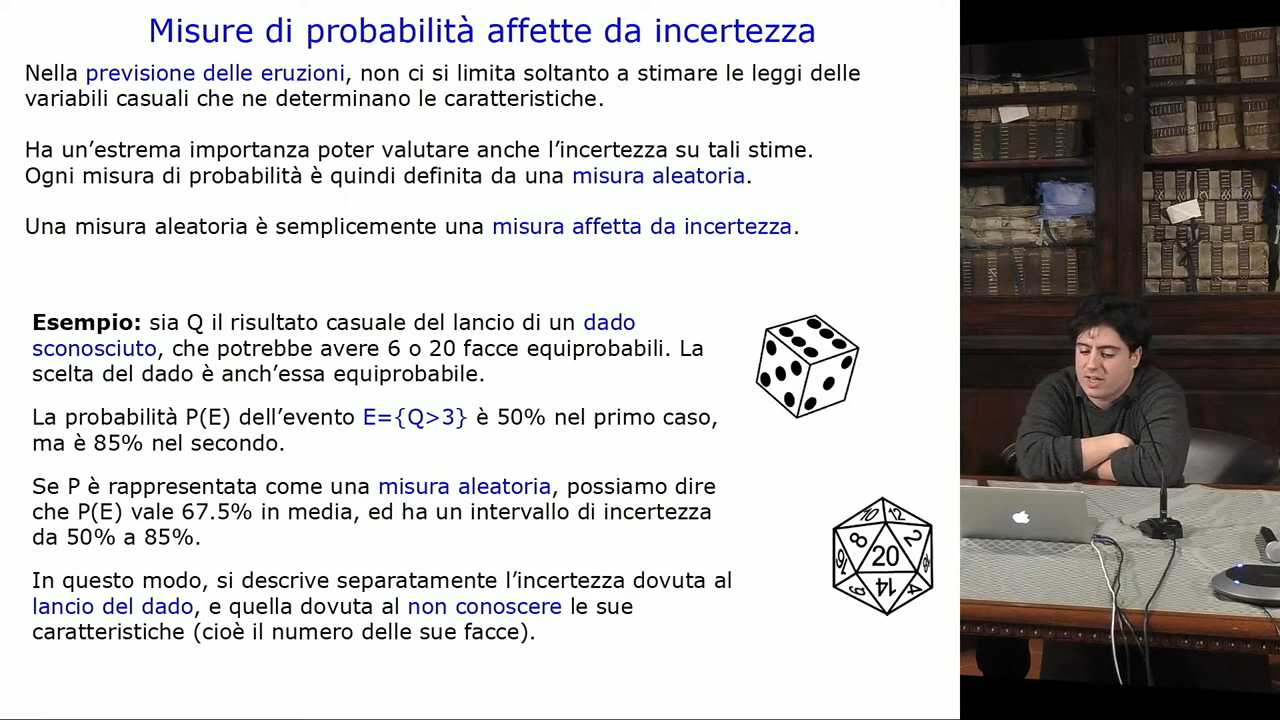 Misure di probabilità affette da incertezza
Nella previsione delle eruzioni, non ci si limita soltanto a stimare le leggi delle
variabili casuali che ne determinano le caratteristiche.
Ha un'estrema importanza poter valutare anche l'incertezza su tali stime.
Ogni misura di probabilità è quindi definita da una misura aleatoria.
Una misura aleatoria è semplicemente una misura affetta da incertezza.
Esempio: sia Q il risultato casuale del lancio di un dado
sconosciuto, che potrebbe avere 6 o 20 facce equiprobabili. La
scelta del dado è anch'essa equiprobabile.
La probabilità P(E) dell'evento E={Q>3} è 50% nel primo caso,
ma è 85% nel secondo.
Se P è rappresentata come una misura aleatoria, possiamo dire
che P(E) vale 67.5% in media, ed ha un intervallo di incertezza
da 50% a 85%.
In questo modo, si descrive separatamente l'incertezza dovuta al
lancio del dado, e quella dovuta al non conoscere le sue
caratteristiche (cioè il numero delle sue facce).
10 12
8 20 2
14 4